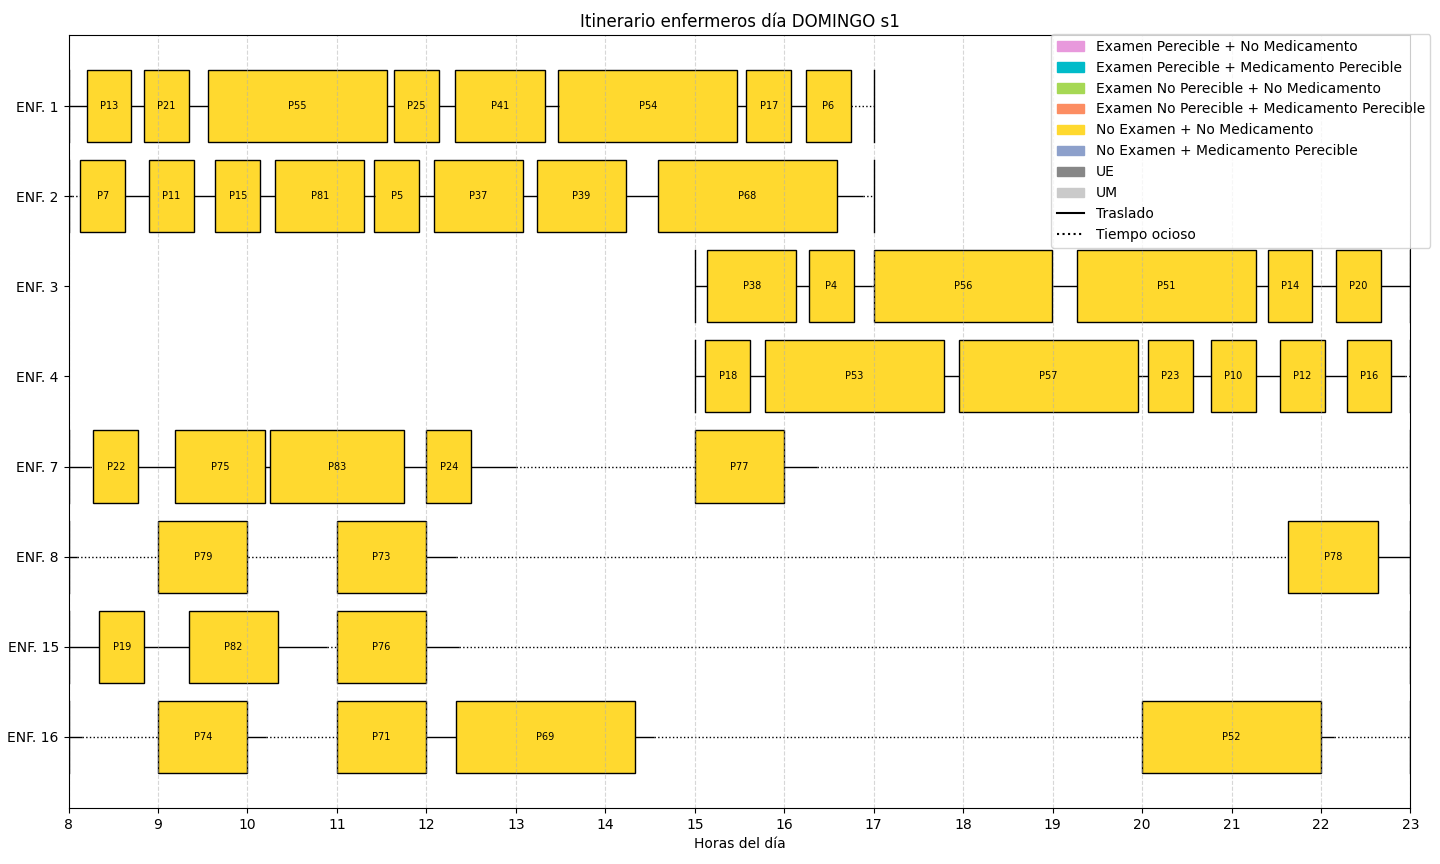 Itinerario enfermeros día DOMINGO s1
Examen Perecible + No Medicamento
Examen Perecible + Medicamento Perecible
Examen No Perecible + No Medicamento
Examen No Perecible + Medicamento Perecible
No Examen + No Medicamento
No Examen + Medicamento Perecible
UE
UM
Traslado
Tiempo ocioso
ENF. 1 P13 P21 P55 P25 P41 P54 P17 P6
ENF. 2 P7 P11 P15 P81 P5 P37 P39 P68
ENF. 3 P38 P4 P56 P51 P14 P20
ENF. 4 P18 P53 P57 P23 P10 P12 P16
ENF. 7 P22 P75 P83 P24 P77
ENF. 8 P79 P73 P78
ENF. 15 P19 P82 P76
ENF. 16 P74 P71 P69 P52
8 9 10 11 12 13 14 15 16 17 18 19 20 21 22 23
Horas del día